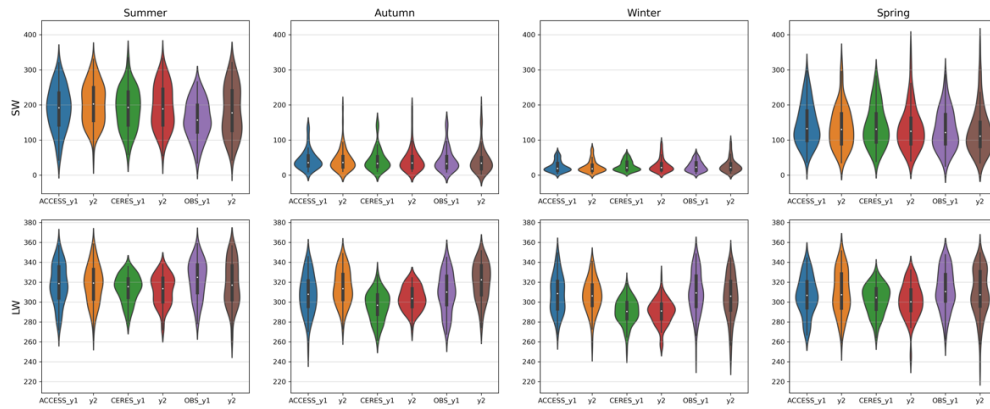 Summer Autumn Winter Spring
SW
400 400 400 400
300 300 300 300
200 200 200 200
100 100 100 100
0 0 0 0
ACCESS_y1 y2 CERES_y1 y2 OBS_y1 y2 ACCESS_y1 y2 CERES_y1 y2 OBS_y1 y2 ACCESS_y1 y2 CERES_y1 y2 OBS_y1 y2 ACCESS_y1 y2 CERES_y1 y2 OBS_y1 y2
LW
380 380 380 380
360 360 360 360
340 340 340 340
320 320 320 320
300 300 300 300
280 280 280 280
260 260 260 260
240 240 240 240
220 220 220 220
ACCESS_y1 y2 CERES_y1 y2 OBS_y1 y2 ACCESS_y1 y2 CERES_y1 y2 OBS_y1 y2 ACCESS_y1 y2 CERES_y1 y2 OBS_y1 y2 ACCESS_y1 y2 CERES_y1 y2 OBS_y1 y2